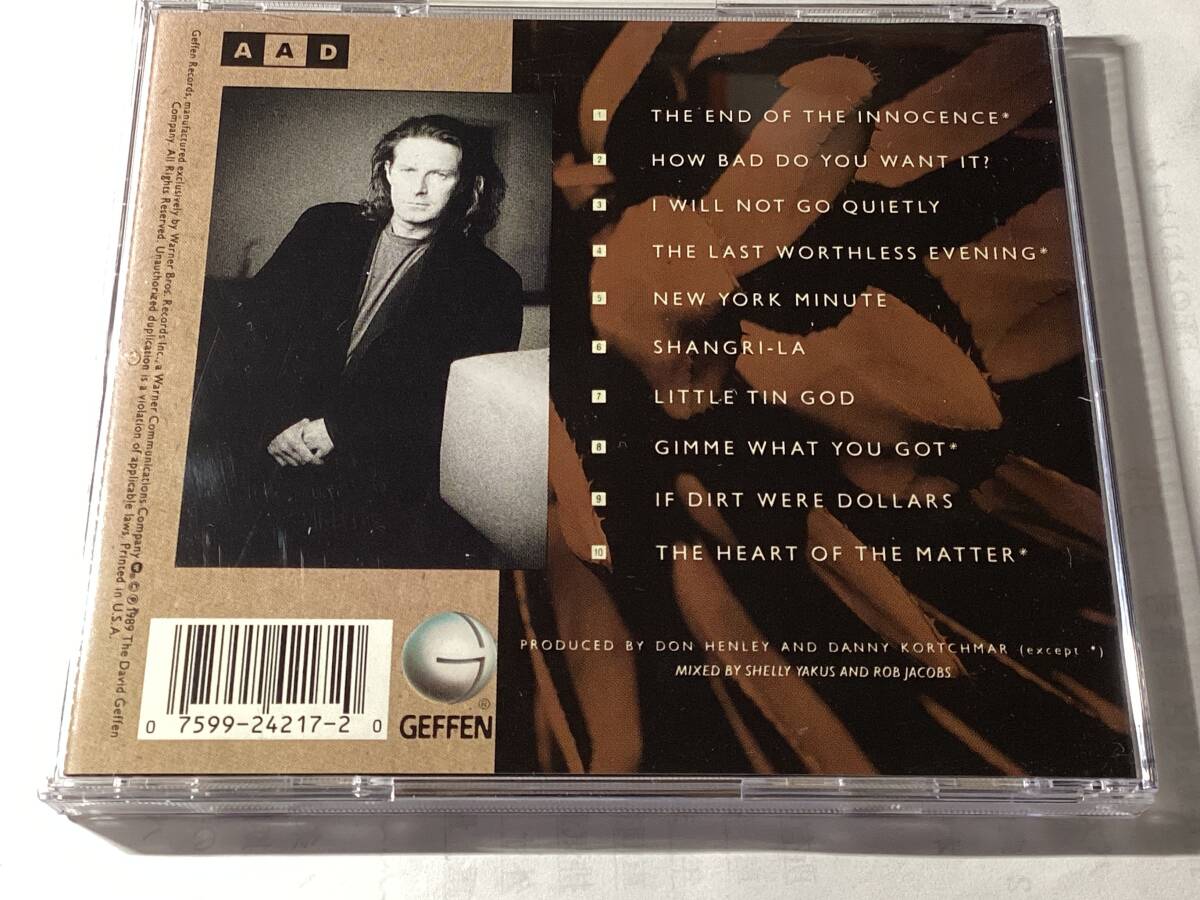 A A D
Geffen Records, manufactured exclusively by Warner Bros. Records Inc., a Warner Communications Company. G® © ℗ 1989 The David Geffen
Company. All Rights Reserved. Unauthorized duplication is a violation of applicable laws. Printed in U.S.A.
1 THE END OF THE INNOCENCE*
2 HOW BAD DO YOU WANT IT?
3 I WILL NOT GO QUIETLY
4 THE LAST WORTHLESS EVENING*
5 NEW YORK MINUTE
6 SHANGRI-LA
7 LITTLE TIN GOD
8 GIMME WHAT YOU GOT*
9 IF DIRT WERE DOLLARS
10 THE HEART OF THE MATTER*
PRODUCED BY DON HENLEY AND DANNY KORTCHMAR (except *)
MIXED BY SHELLY YAKUS AND ROB JACOBS
0 7599-24217-2 0
G ®
GEFFEN